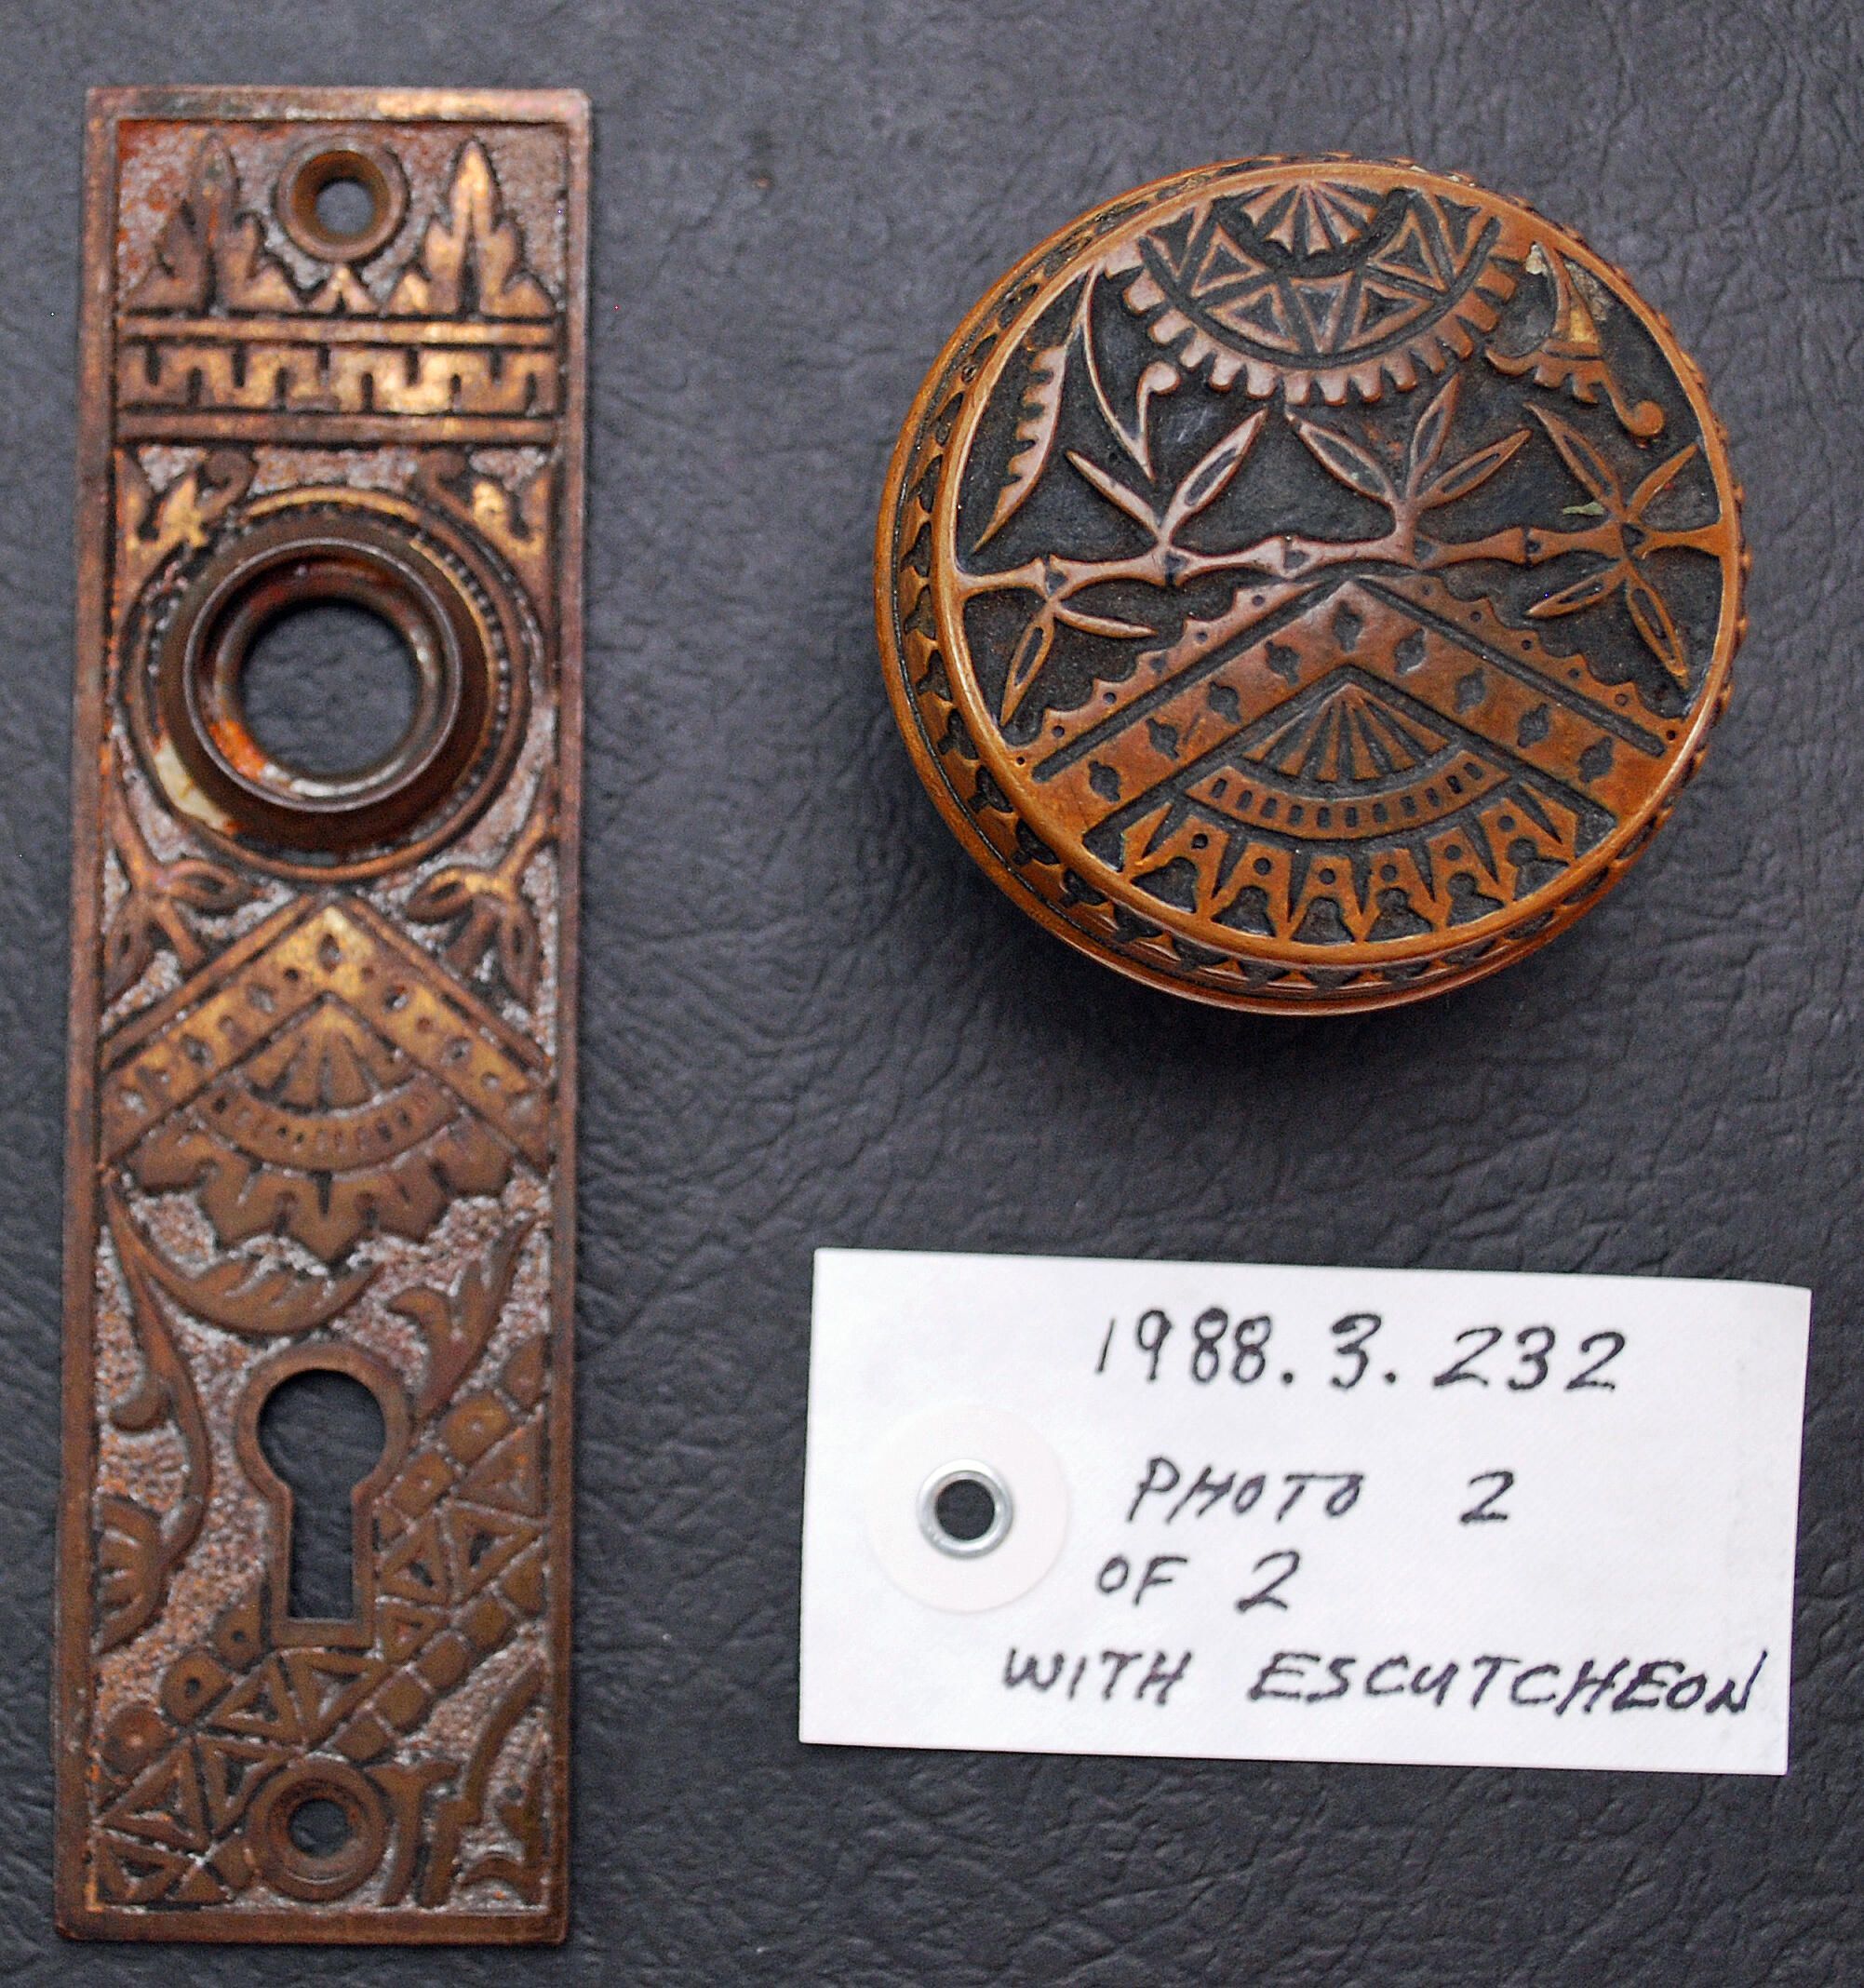 1988.3.232
PHOTO 2
OF 2
WITH ESCUTCHEON